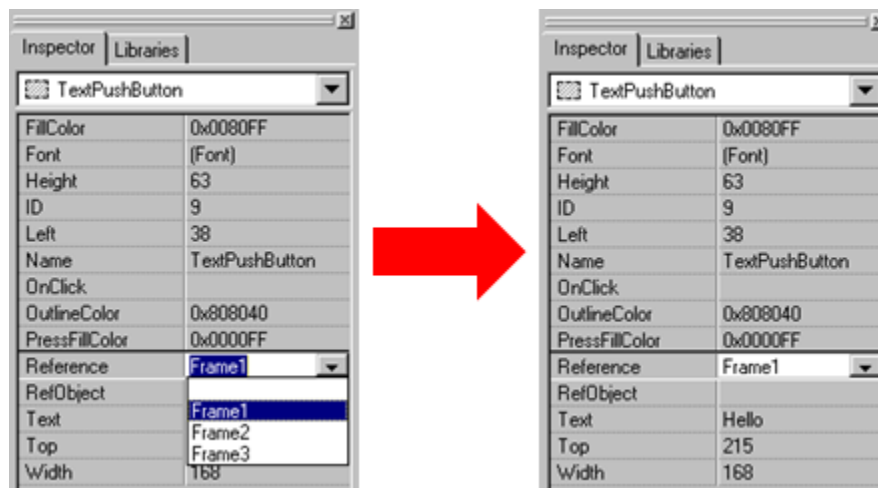 Inspector Libraries
TextPushButton
FillColor 0x0080FF
Font (Font)
Height 63
ID 9
Left 38
Name TextPushButton
OnClick
OutlineColor 0x808040
PressFillColor 0x0000FF
Reference Frame1
RefObject
Text Frame1
Frame2
Top Frame3
Width 168
Inspector Libraries
TextPushButton
FillColor 0x0080FF
Font (Font)
Height 63
ID 9
Left 38
Name TextPushButton
OnClick
OutlineColor 0x808040
PressFillColor 0x0000FF
Reference Frame1
RefObject
Text Hello
Top 215
Width 168